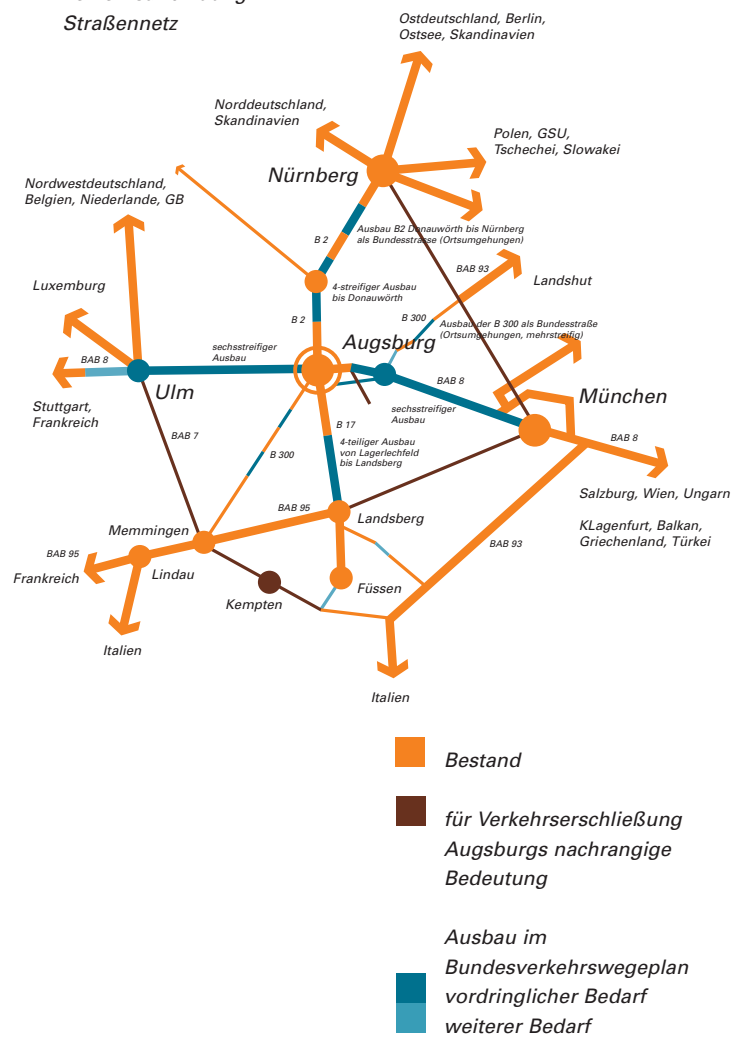 Straßennetz
Ostdeutschland, Berlin,
Ostsee, Skandinavien
Norddeutschland,
Skandinavien
Polen, GSU,
Tschechei, Slowakei
Nürnberg
Nordwestdeutschland,
Belgien, Niederlande, GB
B 2
Ausbau B2 Donauwörth bis Nürnberg
als Bundesstrasse (Ortsumgehungen)
BAB 93
Landshut
Luxemburg
4-streifiger Ausbau
bis Donauwörth
B 2
B 300
Ausbau der B 300 als Bundesstraße
(Ortsumgehungen, mehrstreifig)
Augsburg
sechsstreifiger
Ausbau
BAB 8
Ulm
BAB 8
München
Stuttgart,
Frankreich
sechsstreifiger
Ausbau
B 17
BAB 7
4-teiliger Ausbau
von Lagerlechfeld
bis Landsberg
B 300
BAB 8
Salzburg, Wien, Ungarn
KLagenfurt, Balkan,
Griechenland, Türkei
BAB 95
Landsberg
Memmingen
BAB 93
BAB 95
Frankreich
Lindau
Kempten
Füssen
Italien
Italien
Bestand
für Verkehrserschließung
Augsburgs nachrangige
Bedeutung
Ausbau im
Bundesverkehrswegeplan
vordringlicher Bedarf
weiterer Bedarf